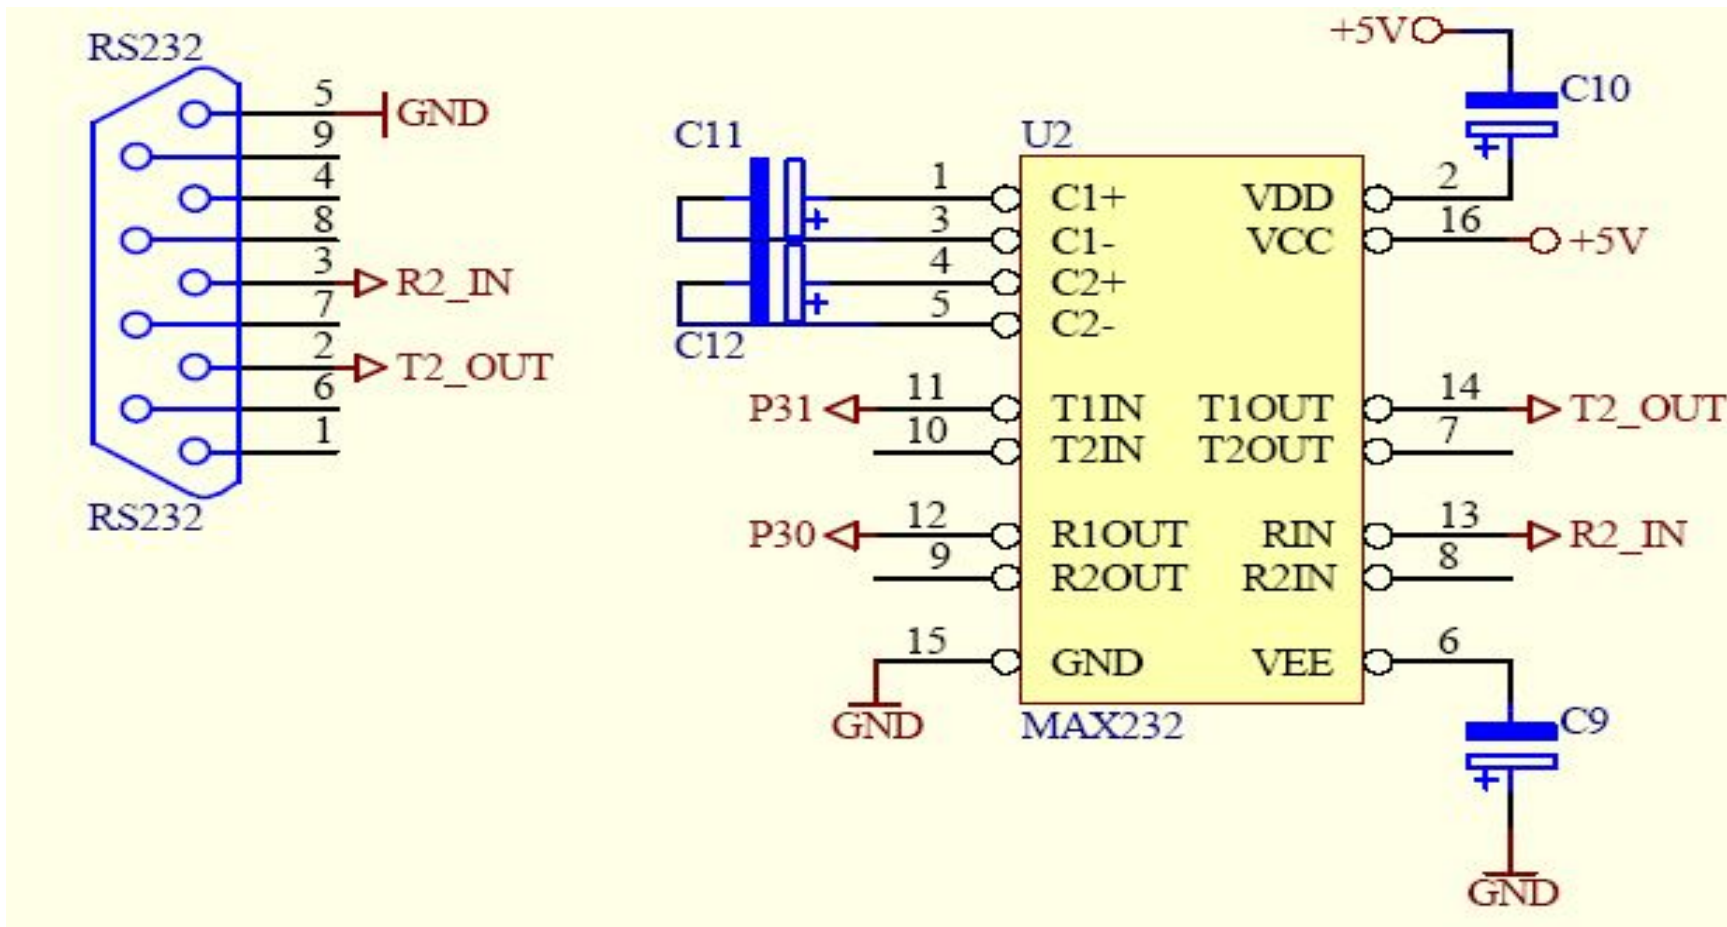 RS232
5 GND
9
4
8
3 R2_IN
7
2 T2_OUT
6
1
RS232
C11
C12
U2
1 C1+
3 C1-
4 C2+
5 C2-
P31 11 T1IN
10 T2IN
P30 12 R1OUT
9 R2OUT
15 GND
GND
MAX232
+5V
C10
+
VDD 2
VCC 16 +5V
T1OUT 14 T2_OUT
T2OUT 7
RIN 13 R2_IN
R2IN 8
VEE 6
C9
+
GND
+
+